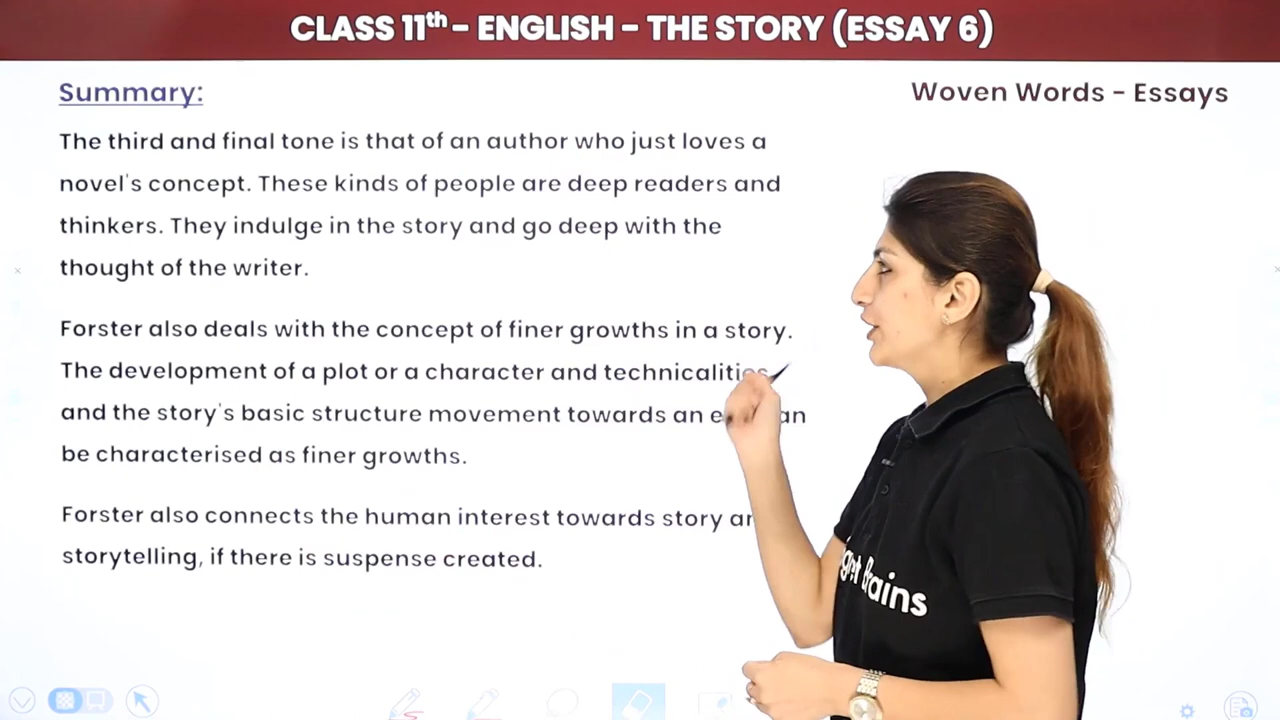 CLASS 11th - ENGLISH - THE STORY (ESSAY 6)
Summary:
Woven Words - Essays
The third and final tone is that of an author who just loves a
novel's concept. These kinds of people are deep readers and
thinkers. They indulge in the story and go deep with the
thought of the writer.
Forster also deals with the concept of finer growths in a story.
The development of a plot or a character and technicalities
and the story's basic structure movement towards an
be characterised as finer growths.
Forster also connects the human interest towards story
storytelling, if there is suspense created.
get Brains